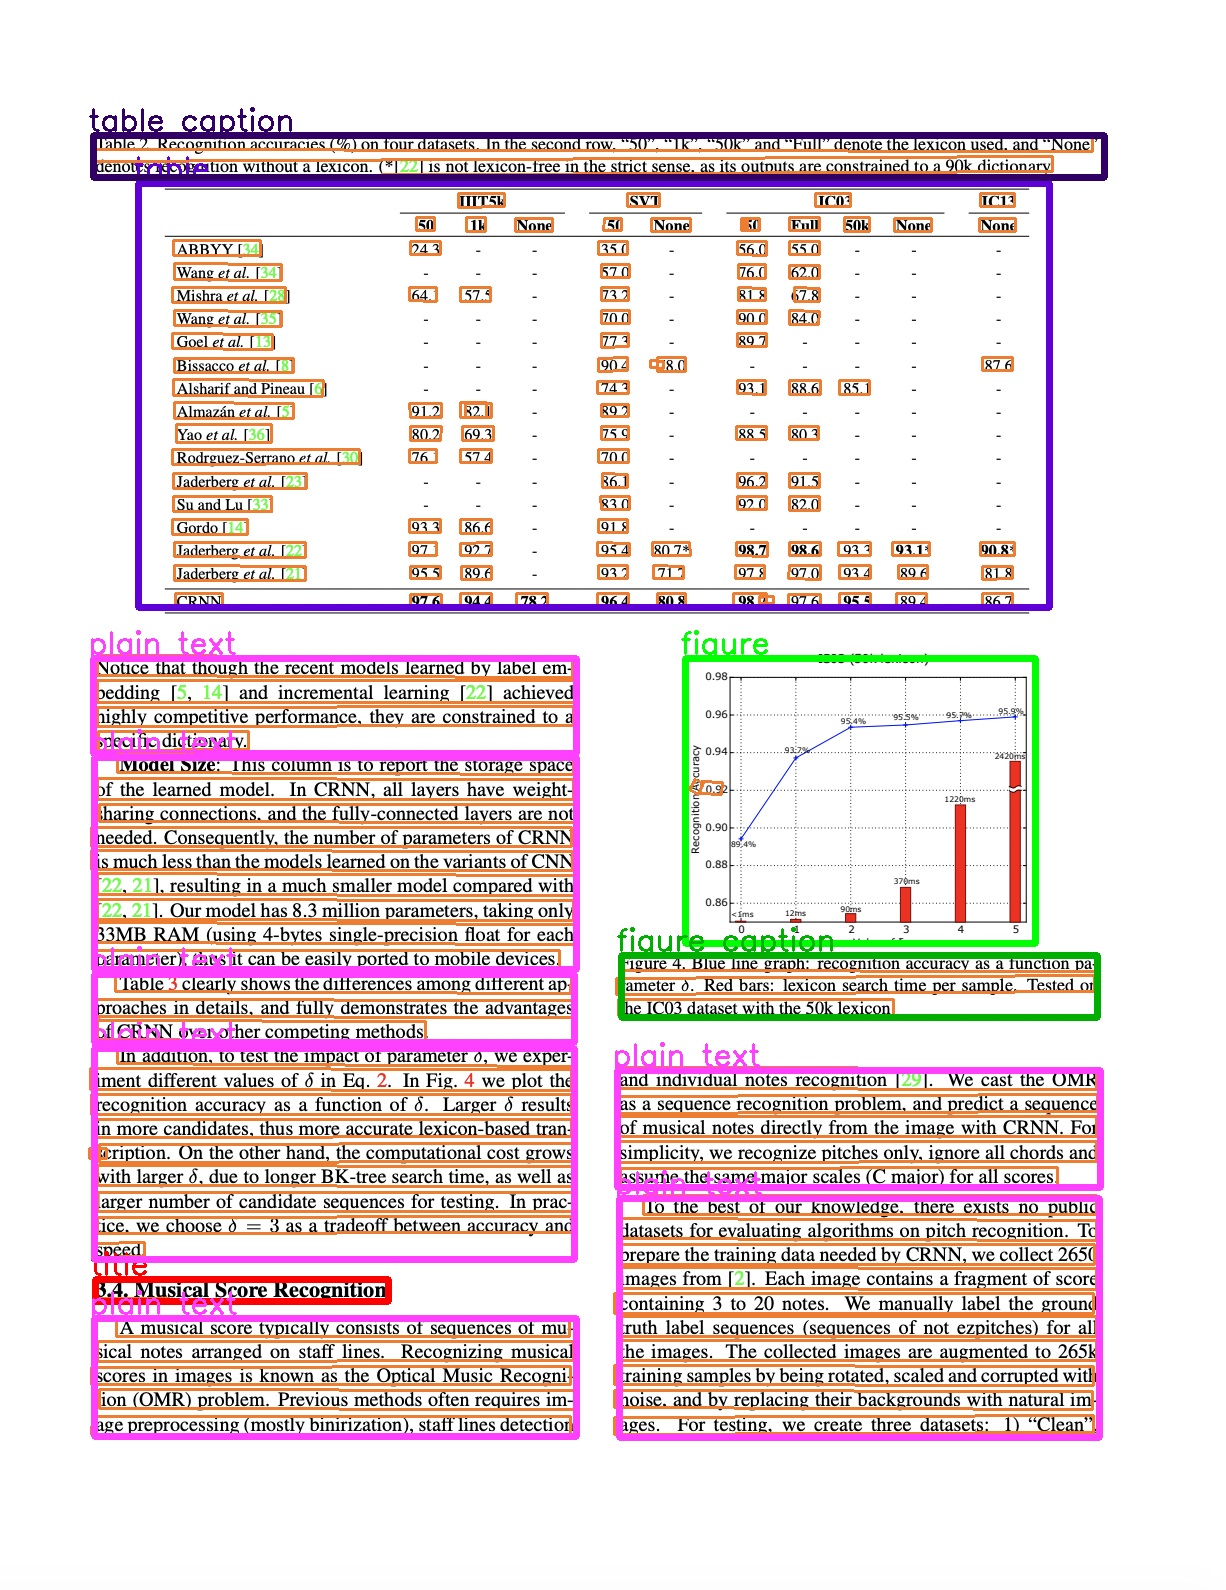 table caption
Table 2. Recognition accuracies (%) on four datasets. In the second row, “50”, “1k”, “50k” and “Full” denote the lexicon used, and “None”
denotes recognition without a lexicon. (*[22] is not lexicon-free in the strict sense, as its outputs are constrained to a 90k dictionary
table
IIIT5k SVT IC03 IC13
50 1k None 50 None 50 Full 50k None None
ABBYY [34] 24.3 - - 35.0 - 56.0 55.0 - - -
Wang et al. [34] - - - 57.0 - 76.0 62.0 - - -
Mishra et al. [28] 64.1 57.5 - 73.2 - 81.8 67.8 - - -
Wang et al. [35] - - - 70.0 - 90.0 84.0 - - -
Goel et al. [13] - - - 77.3 - 89.7 - - - -
Bissacco et al. [8] - - - 90.4 78.0 - - - - 87.6
Alsharif and Pineau [6] - - - 74.3 - 93.1 88.6 85.1 - -
Almazán et al. [5] 91.2 82.1 - 89.2 - - - - - -
Yao et al. [36] 80.2 69.3 - 75.9 - 88.5 80.3 - - -
Rodrguez-Serrano et al. [30] 76.1 57.4 - 70.0 - - - - - -
Jaderberg et al. [23] - - - 86.1 - 96.2 91.5 - - -
Su and Lu [33] - - - 83.0 - 92.0 82.0 - - -
Gordo [14] 93.3 86.6 - 91.8 - - - - - -
Jaderberg et al. [22] 97.1 92.7 - 95.4 80.7* 98.7 98.6 93.3 93.1* 90.8*
Jaderberg et al. [21] 95.5 89.6 - 93.2 71.7 97.8 97.0 93.4 89.6 81.8
CRNN 97.6 94.4 78.2 96.4 80.8 98.7 97.6 95.5 89.4 86.7
plain text
Notice that though the recent models learned by label em-
bedding [5, 14] and incremental learning [22] achieved
highly competitive performance, they are constrained to a
specific dictionary.
plain text
Model Size: This column is to report the storage space
of the learned model. In CRNN, all layers have weight-
sharing connections, and the fully-connected layers are not
needed. Consequently, the number of parameters of CRNN
is much less than the models learned on the variants of CNN
[22, 21], resulting in a much smaller model compared with
[22, 21]. Our model has 8.3 million parameters, taking only
33MB RAM (using 4-bytes single-precision float for each
parameter), thus it can be easily ported to mobile devices.
plain text
Table 3 clearly shows the differences among different ap-
proaches in details, and fully demonstrates the advantages
of CRNN over other competing methods.
plain text
In addition, to test the impact of parameter δ, we exper-
iment different values of δ in Eq. 2. In Fig. 4 we plot the
recognition accuracy as a function of δ. Larger δ results
in more candidates, thus more accurate lexicon-based tran-
scription. On the other hand, the computational cost grows
with larger δ, due to longer BK-tree search time, as well as
larger number of candidate sequences for testing. In prac-
tice, we choose δ = 3 as a tradeoff between accuracy and
speed.
title
3.4. Musical Score Recognition
plain text
A musical score typically consists of sequences of mu-
sical notes arranged on staff lines. Recognizing musical
scores in images is known as the Optical Music Recogni-
tion (OMR) problem. Previous methods often requires im-
age preprocessing (mostly binirization), staff lines detection
figure
IC03 (50k lexicon)
Recognition Accuracy
0.98
0.96
0.94
0.92
0.90
0.88
0.86
89.4% 93.7% 95.4% 95.5% 95.7% 95.9%
<1ms 12ms 90ms 370ms 1220ms 2420ms
0 1 2 3 4 5
figure caption
Figure 4. Blue line graph: recognition accuracy as a function pa-
rameter δ. Red bars: lexicon search time per sample. Tested on
the IC03 dataset with the 50k lexicon
plain text
and individual notes recognition [29]. We cast the OMR
as a sequence recognition problem, and predict a sequence
of musical notes directly from the image with CRNN. For
simplicity, we recognize pitches only, ignore all chords and
assume the same major scales (C major) for all scores.
plain text
To the best of our knowledge, there exists no public
datasets for evaluating algorithms on pitch recognition. To
prepare the training data needed by CRNN, we collect 2650
images from [2]. Each image contains a fragment of score
containing 3 to 20 notes. We manually label the ground
truth label sequences (sequences of not ezpitches) for all
the images. The collected images are augmented to 265k
training samples by being rotated, scaled and corrupted with
noise, and by replacing their backgrounds with natural im-
ages. For testing, we create three datasets: 1) “Clean”,